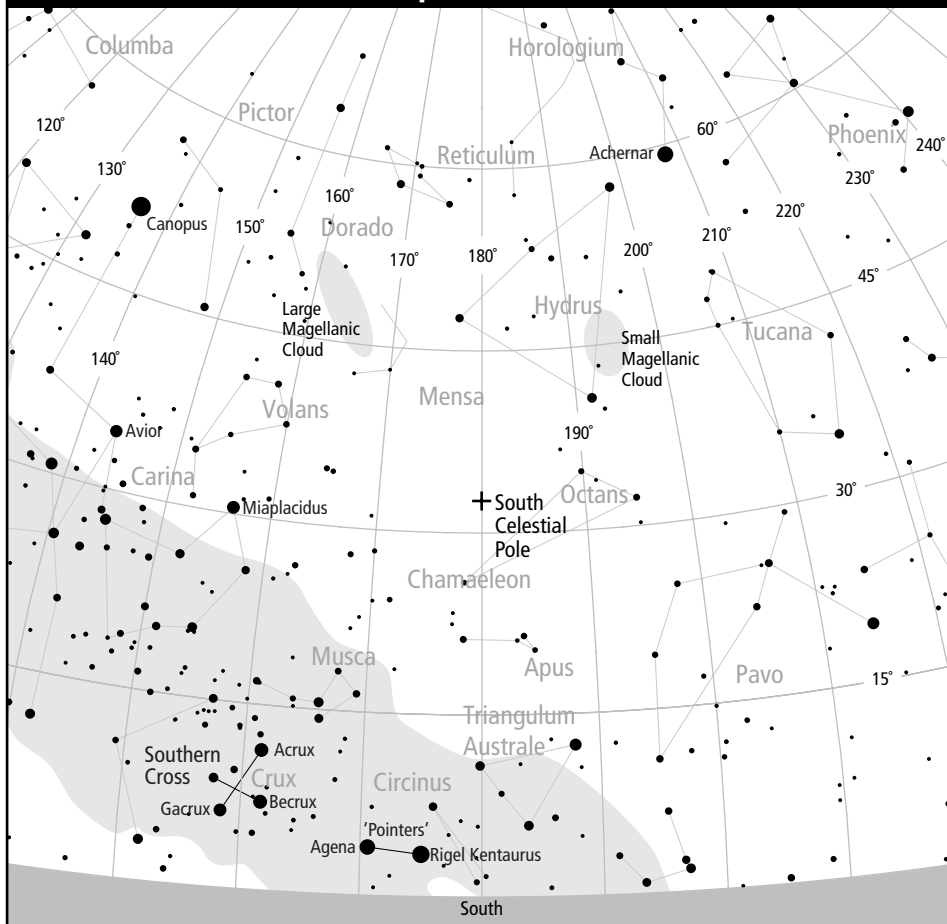 Columba
Horologium
Pictor
120°
60°
Phoenix
240°
Reticulum
Achernar
130°
230°
160°
220°
Canopus
150°
Dorado
210°
170°
180°
200°
45°
Large
Magellanic
Cloud
Hydrus
Tucana
Small
Magellanic
Cloud
140°
Mensa
Volans
190°
Avior
Carina
30°
Octans
Miaplacidus
South
Celestial
Pole
Chamaeleon
Musca
Apus
Pavo
15°
Triangulum
Australe
Southern
Cross
Acrux
Crux
Circinus
Gacrux
Becrux
'Pointers'
Agena
Rigel Kentaurus
South